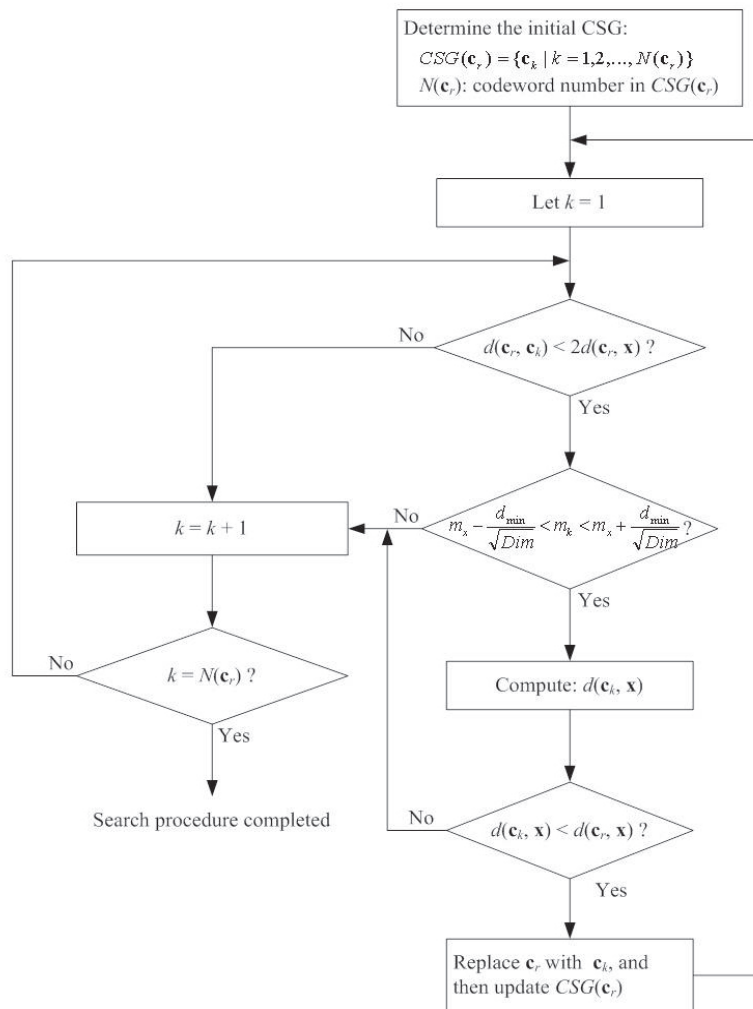 Determine the initial CSG:
CSG(c_r) = {c_k | k = 1,2,..., N(c_r)}
N(c_r): codeword number in CSG(c_r)
Let k = 1
No
d(c_r, c_k) < 2d(c_r, x) ?
Yes
k = k + 1
No
m_x - d_min/√Dim < m_k < m_x + d_min/√Dim ?
Yes
No
k = N(c_r) ?
Compute: d(c_k, x)
Yes
Search procedure completed
No
d(c_k, x) < d(c_r, x) ?
Yes
Replace c_r with c_k, and
then update CSG(c_r)